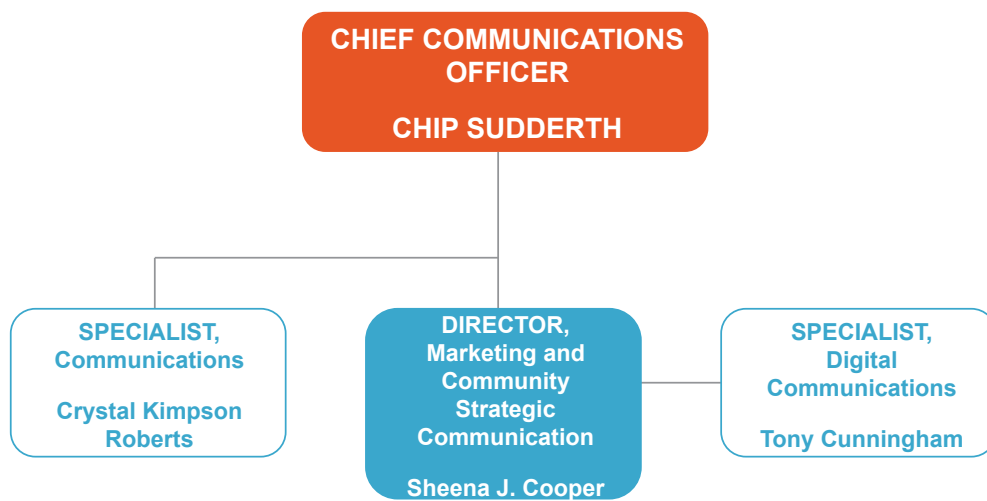 CHIEF COMMUNICATIONS
OFFICER
CHIP SUDDERTH
SPECIALIST,
Communications
Crystal Kimpson
Roberts
DIRECTOR,
Marketing and
Community
Strategic
Communication
Sheena J. Cooper
SPECIALIST,
Digital
Communications
Tony Cunningham